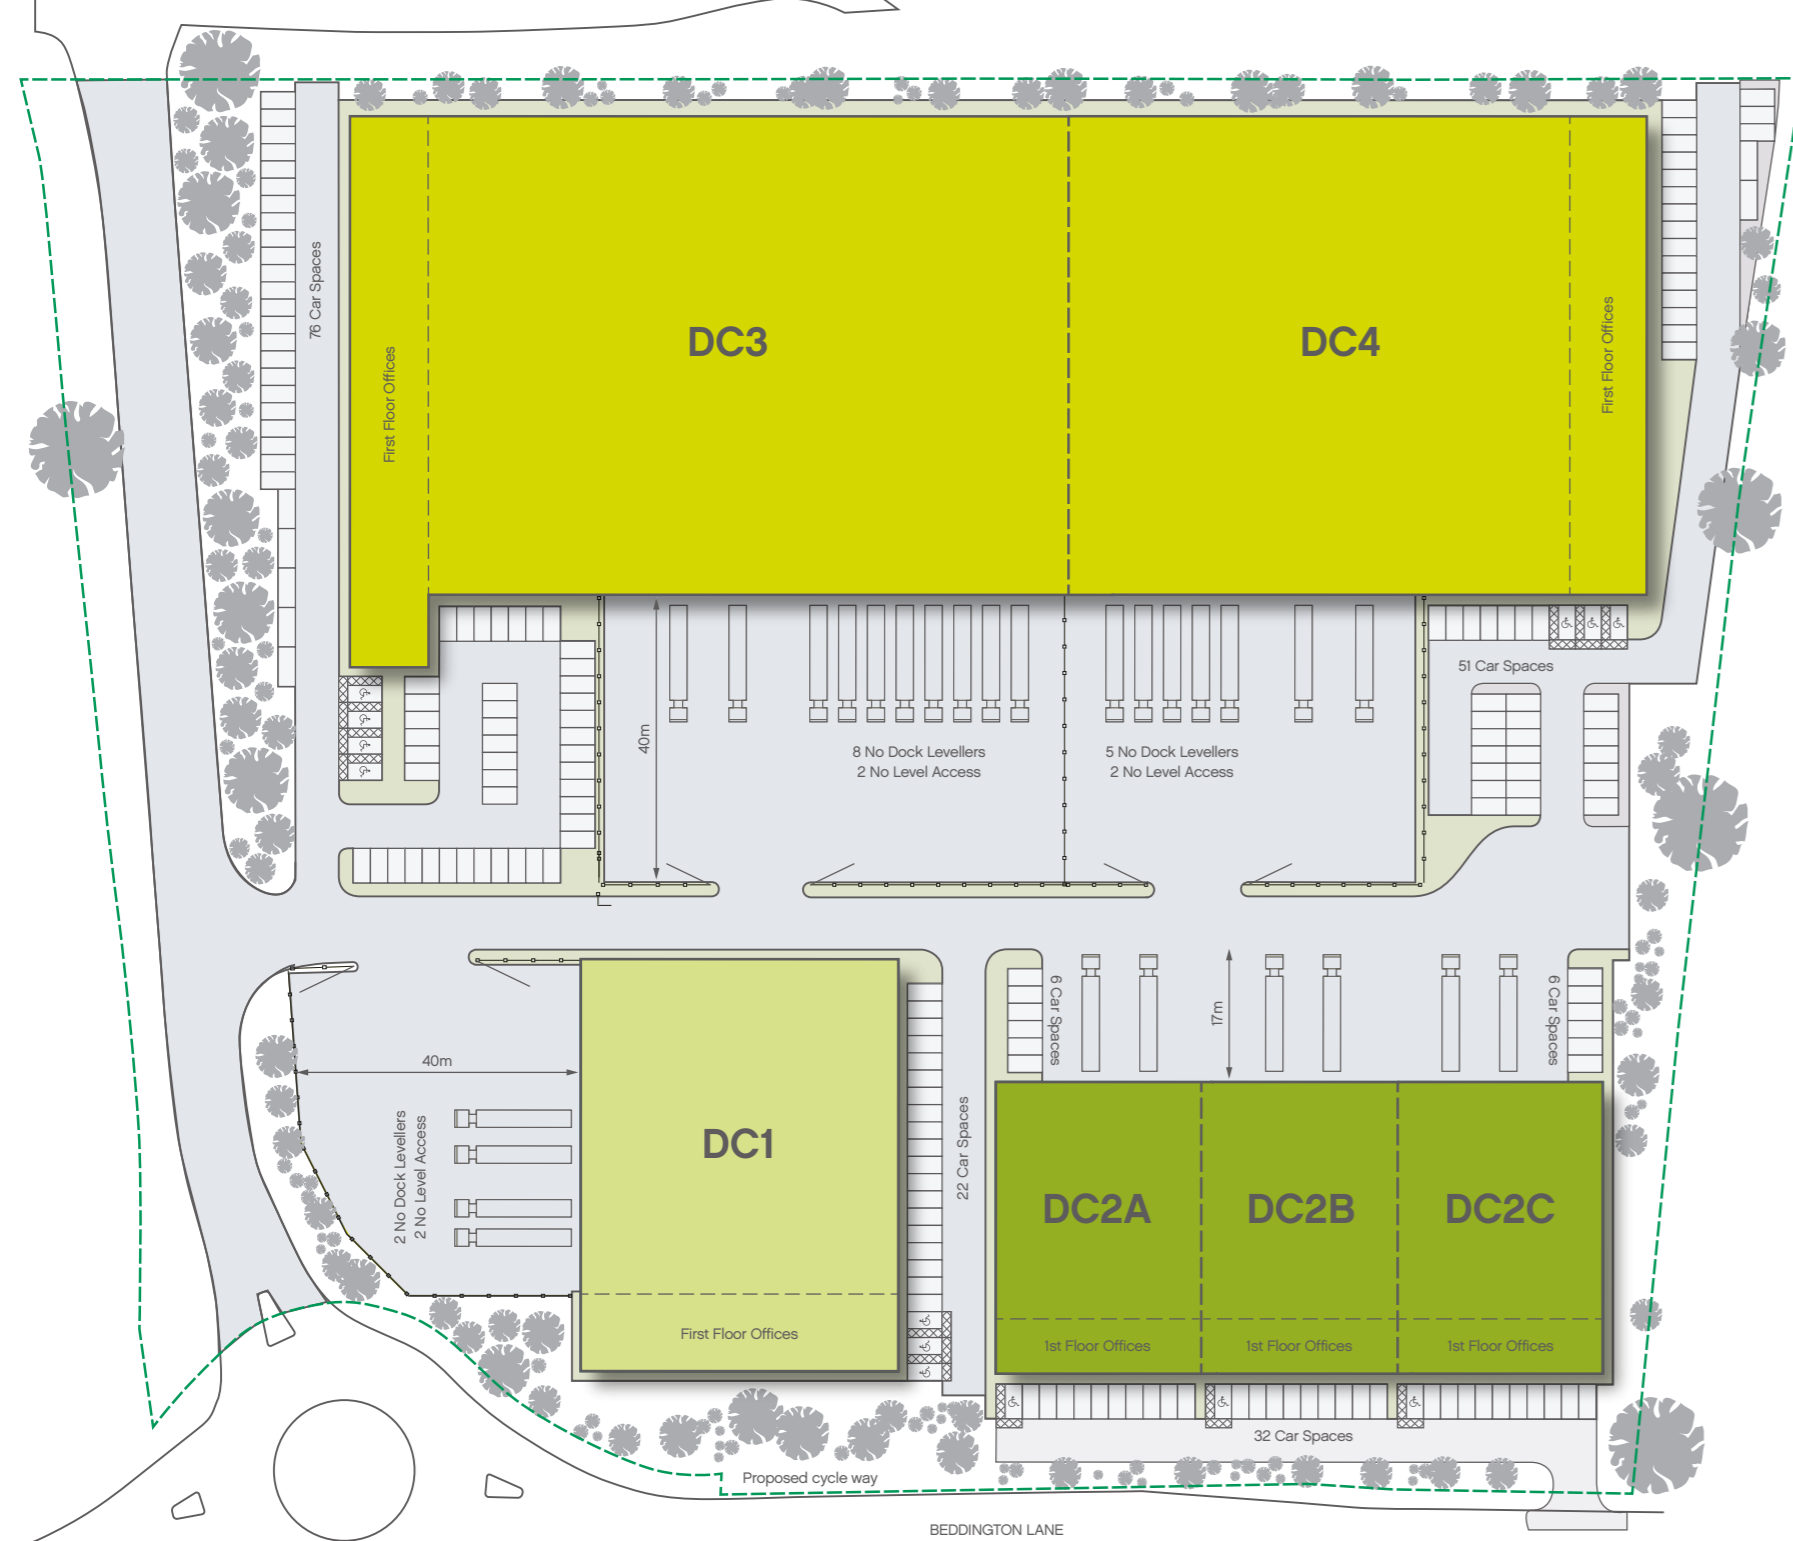 76 Car Spaces
First Floor Offices
DC3
DC4
First Floor Offices
40m
8 No Dock Levellers
2 No Level Access
5 No Dock Levellers
2 No Level Access
51 Car Spaces
40m
2 No Dock Levellers
2 No Level Access
DC1
First Floor Offices
22 Car Spaces
6 Car Spaces
17m
6 Car Spaces
DC2A
DC2B
DC2C
1st Floor Offices
1st Floor Offices
1st Floor Offices
32 Car Spaces
Proposed cycle way
BEDDINGTON LANE